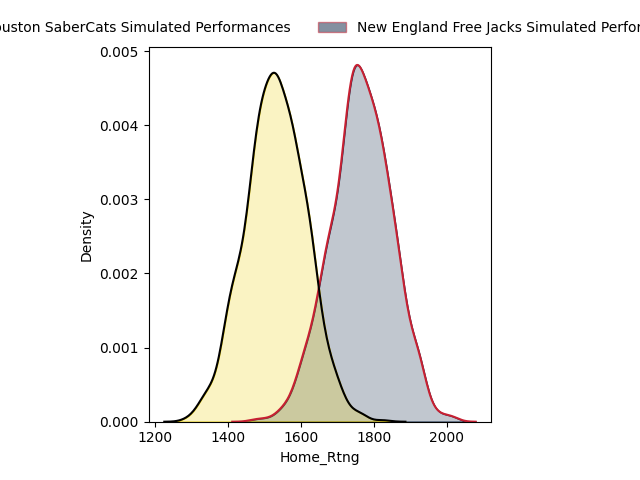 uston SaberCats Simulated Performances
New England Free Jacks Simulated Perfor
0.005
0.004
0.003
0.002
0.001
0.000
Density
1200 1400 1600 1800 2000
Home_Rtng